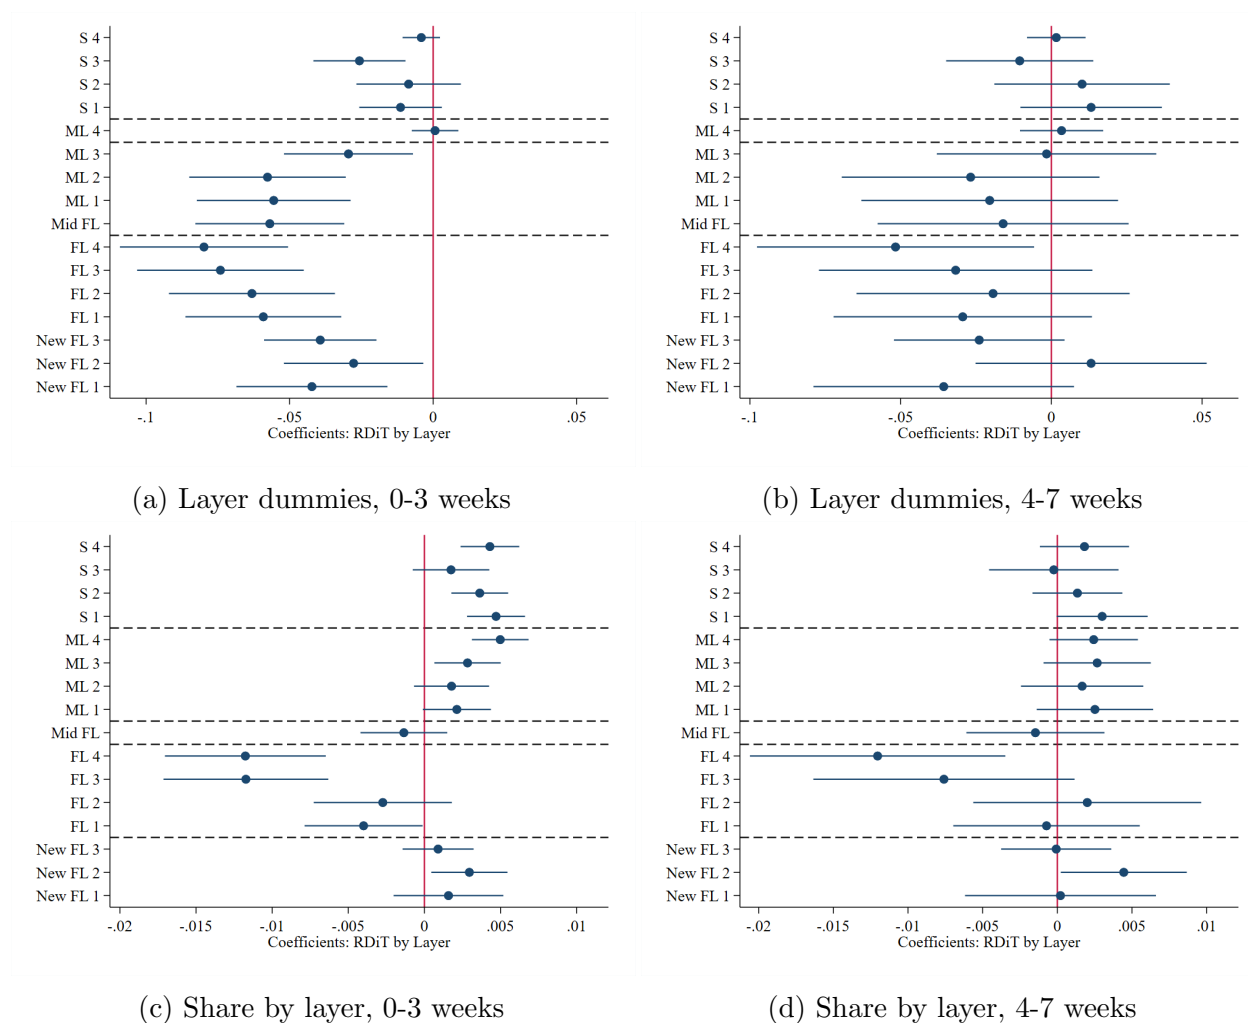 S 4
S 3
S 2
S 1
ML 4
ML 3
ML 2
ML 1
Mid FL
FL 4
FL 3
FL 2
FL 1
New FL 3
New FL 2
New FL 1
-.1 -.05 0 .05
Coefficients: RDiT by Layer
(a) Layer dummies, 0-3 weeks
S 4
S 3
S 2
S 1
ML 4
ML 3
ML 2
ML 1
Mid FL
FL 4
FL 3
FL 2
FL 1
New FL 3
New FL 2
New FL 1
-.1 -.05 0 .05
Coefficients: RDiT by Layer
(b) Layer dummies, 4-7 weeks
S 4
S 3
S 2
S 1
ML 4
ML 3
ML 2
ML 1
Mid FL
FL 4
FL 3
FL 2
FL 1
New FL 3
New FL 2
New FL 1
-.02 -.015 -.01 -.005 0 .005 .01
Coefficients: RDiT by Layer
(c) Share by layer, 0-3 weeks
S 4
S 3
S 2
S 1
ML 4
ML 3
ML 2
ML 1
Mid FL
FL 4
FL 3
FL 2
FL 1
New FL 3
New FL 2
New FL 1
-.02 -.015 -.01 -.005 0 .005 .01
Coefficients: RDiT by Layer
(d) Share by layer, 4-7 weeks